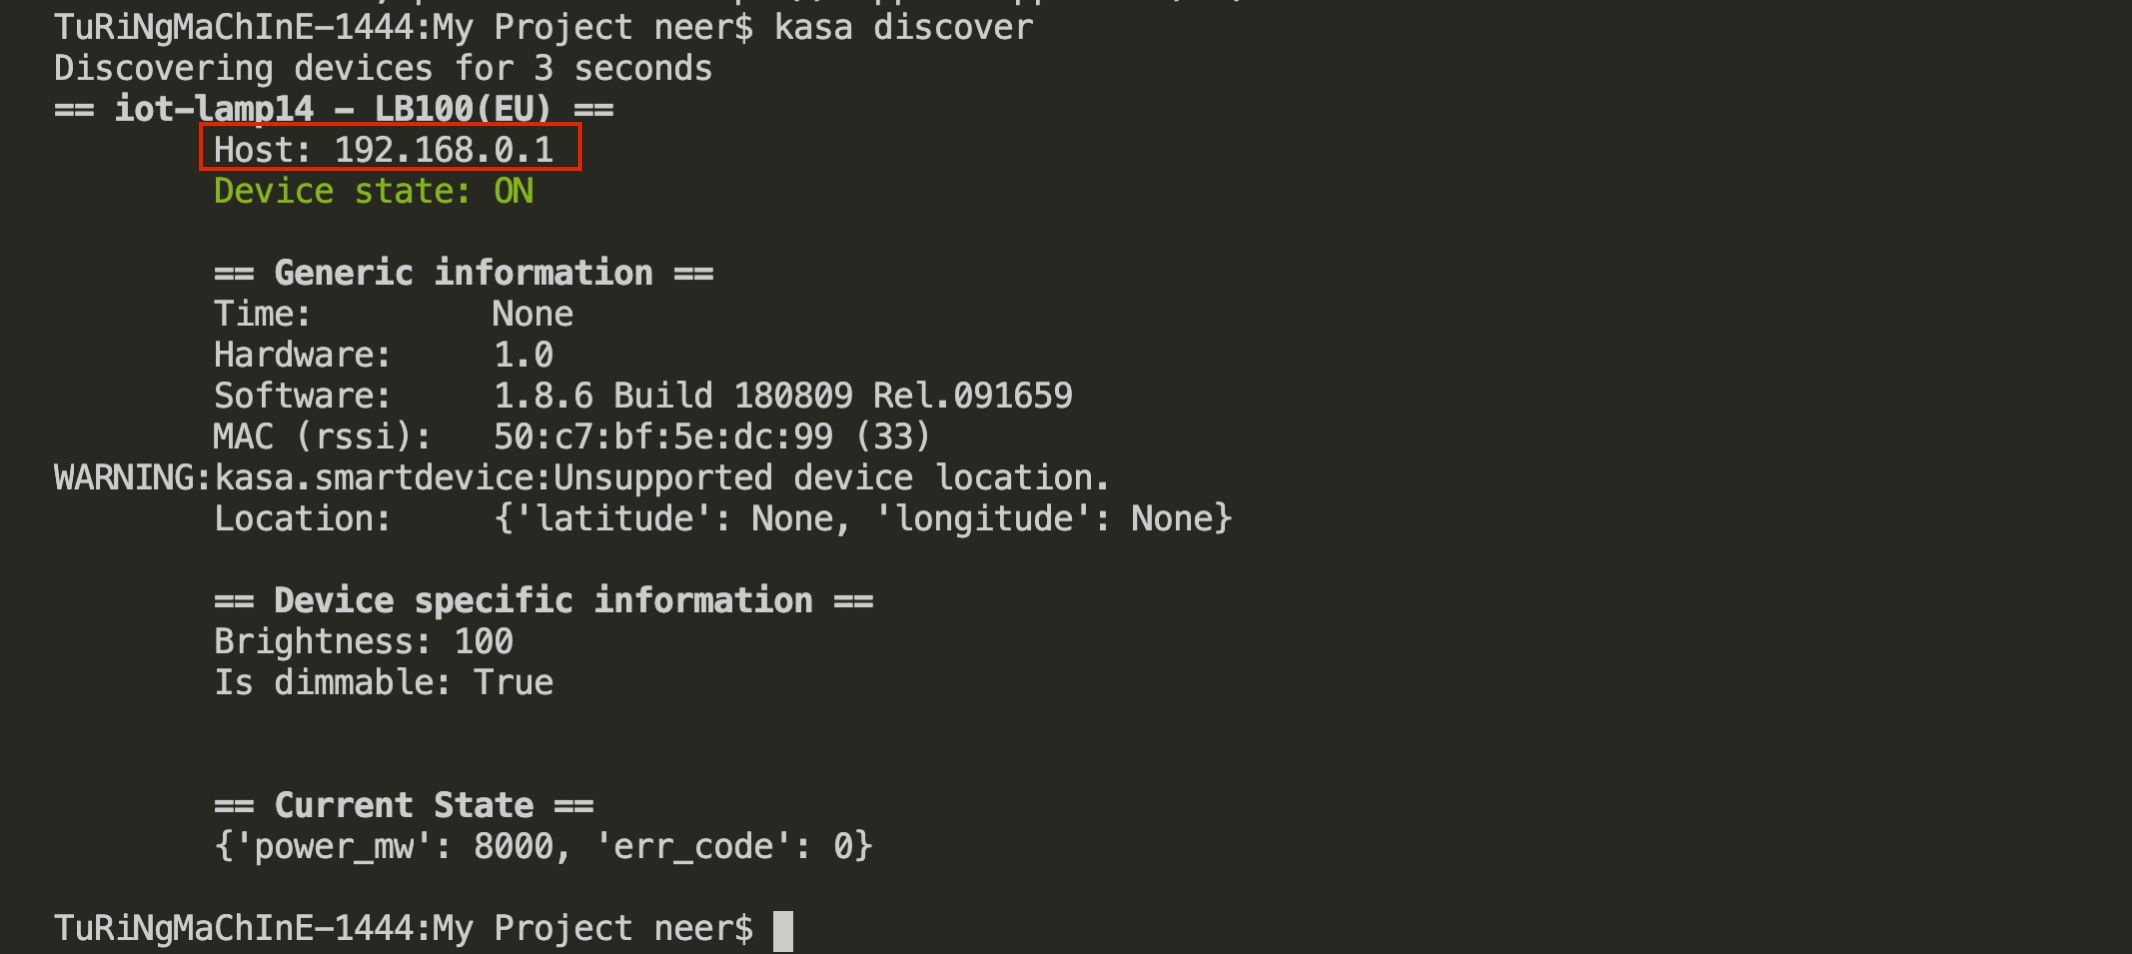 TuRiNgMaChInE-1444:My Project neer$ kasa discover
Discovering devices for 3 seconds
== iot-lamp14 - LB100(EU) ==
Host: 192.168.0.1
Device state: ON
== Generic information ==
Time: None
Hardware: 1.0
Software: 1.8.6 Build 180809 Rel.091659
MAC (rssi): 50:c7:bf:5e:dc:99 (33)
WARNING:kasa.smartdevice:Unsupported device location.
Location: {'latitude': None, 'longitude': None}
== Device specific information ==
Brightness: 100
Is dimmable: True
== Current State ==
{'power_mw': 8000, 'err_code': 0}
TuRiNgMaChInE-1444:My Project neer$